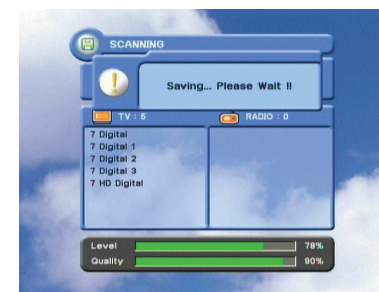 SCANNING
Saving... Please Wait !!
TV : 5
RADIO : 0
7 Digital
7 Digital 1
7 Digital 2
7 Digital 3
7 HD Digital
Level 78%
Quality 90%